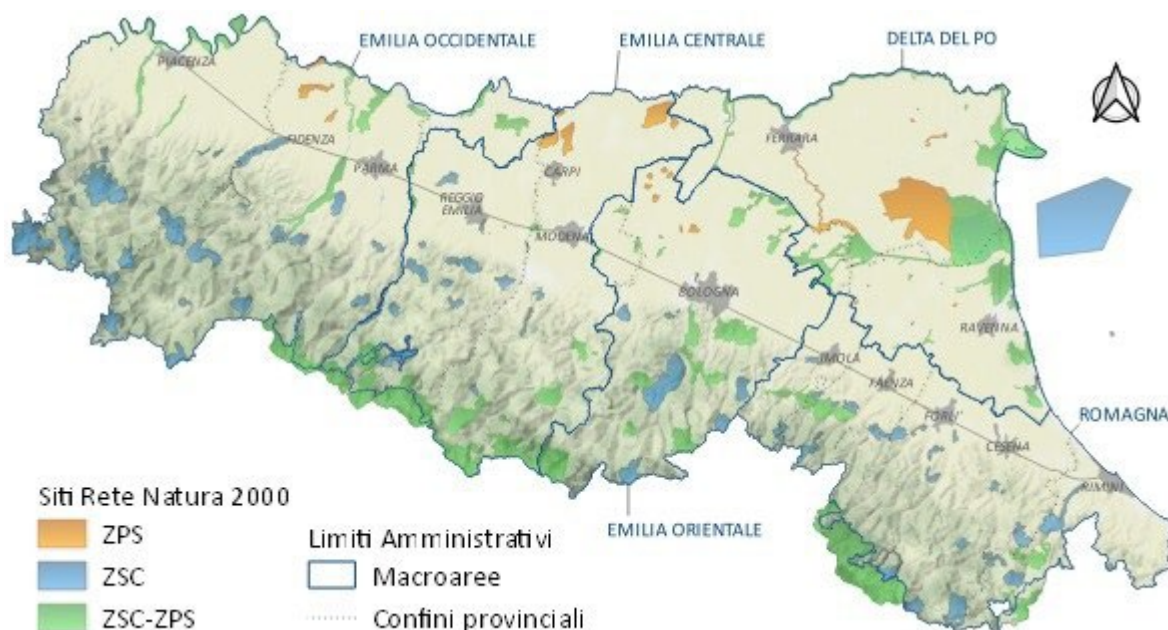 EMILIA OCCIDENTALE
EMILIA CENTRALE
DELTA DEL PO
PIACENZA
FIDENZA
PARMA
REGGIO
EMILIA
CARPI
MODENA
FERRARA
BOLOGNA
RAVENNA
IMOLA
FAENZA
FORLI'
CESENA
ROMAGNA
RIMINI
EMILIA ORIENTALE
Siti Rete Natura 2000
ZPS
ZSC
ZSC-ZPS
Limiti Amministrativi
Macroaree
Confini provinciali